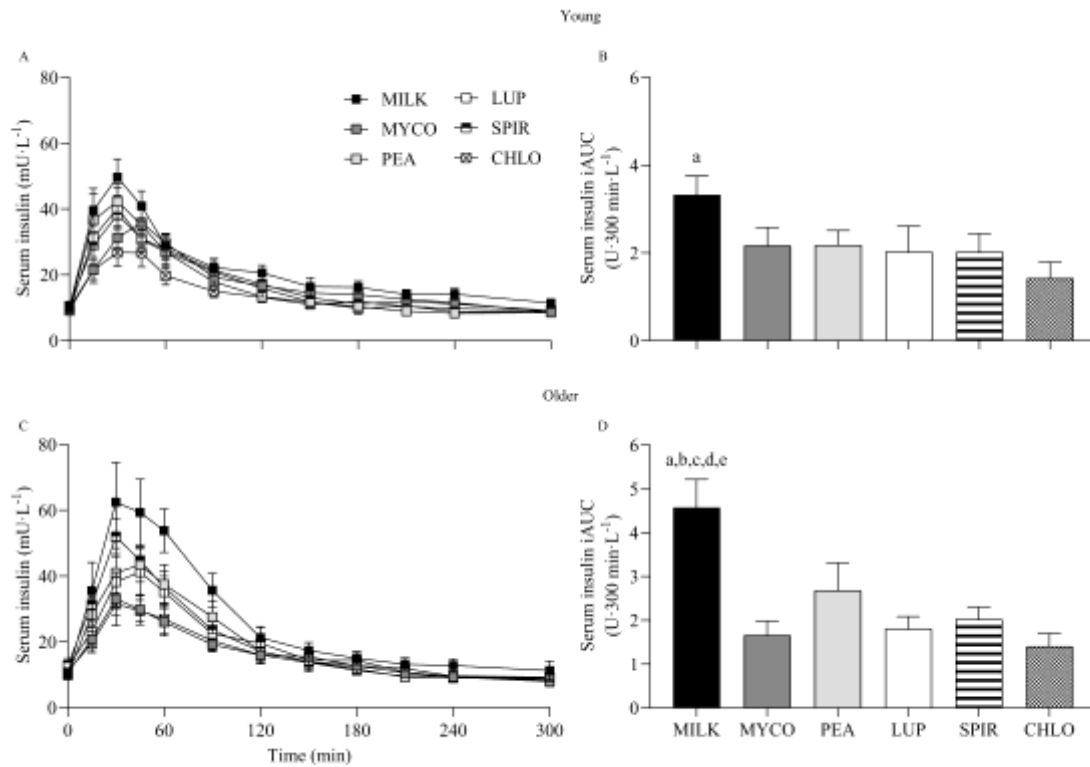 Young
A
B
80
60
40
20
0
Serum insulin (mU·L⁻¹)
MILK
MYCO
PEA
LUP
SPIR
CHLO
6
4
2
0
Serum insulin iAUC
(U·300 min·L⁻¹)
a
Older
C
D
80
60
40
20
0
Serum insulin (mU·L⁻¹)
0 60 120 180 240 300
Time (min)
6
5
4
3
2
1
0
Serum insulin iAUC
(U·300 min·L⁻¹)
a,b,c,d,e
MILK MYCO PEA LUP SPIR CHLO